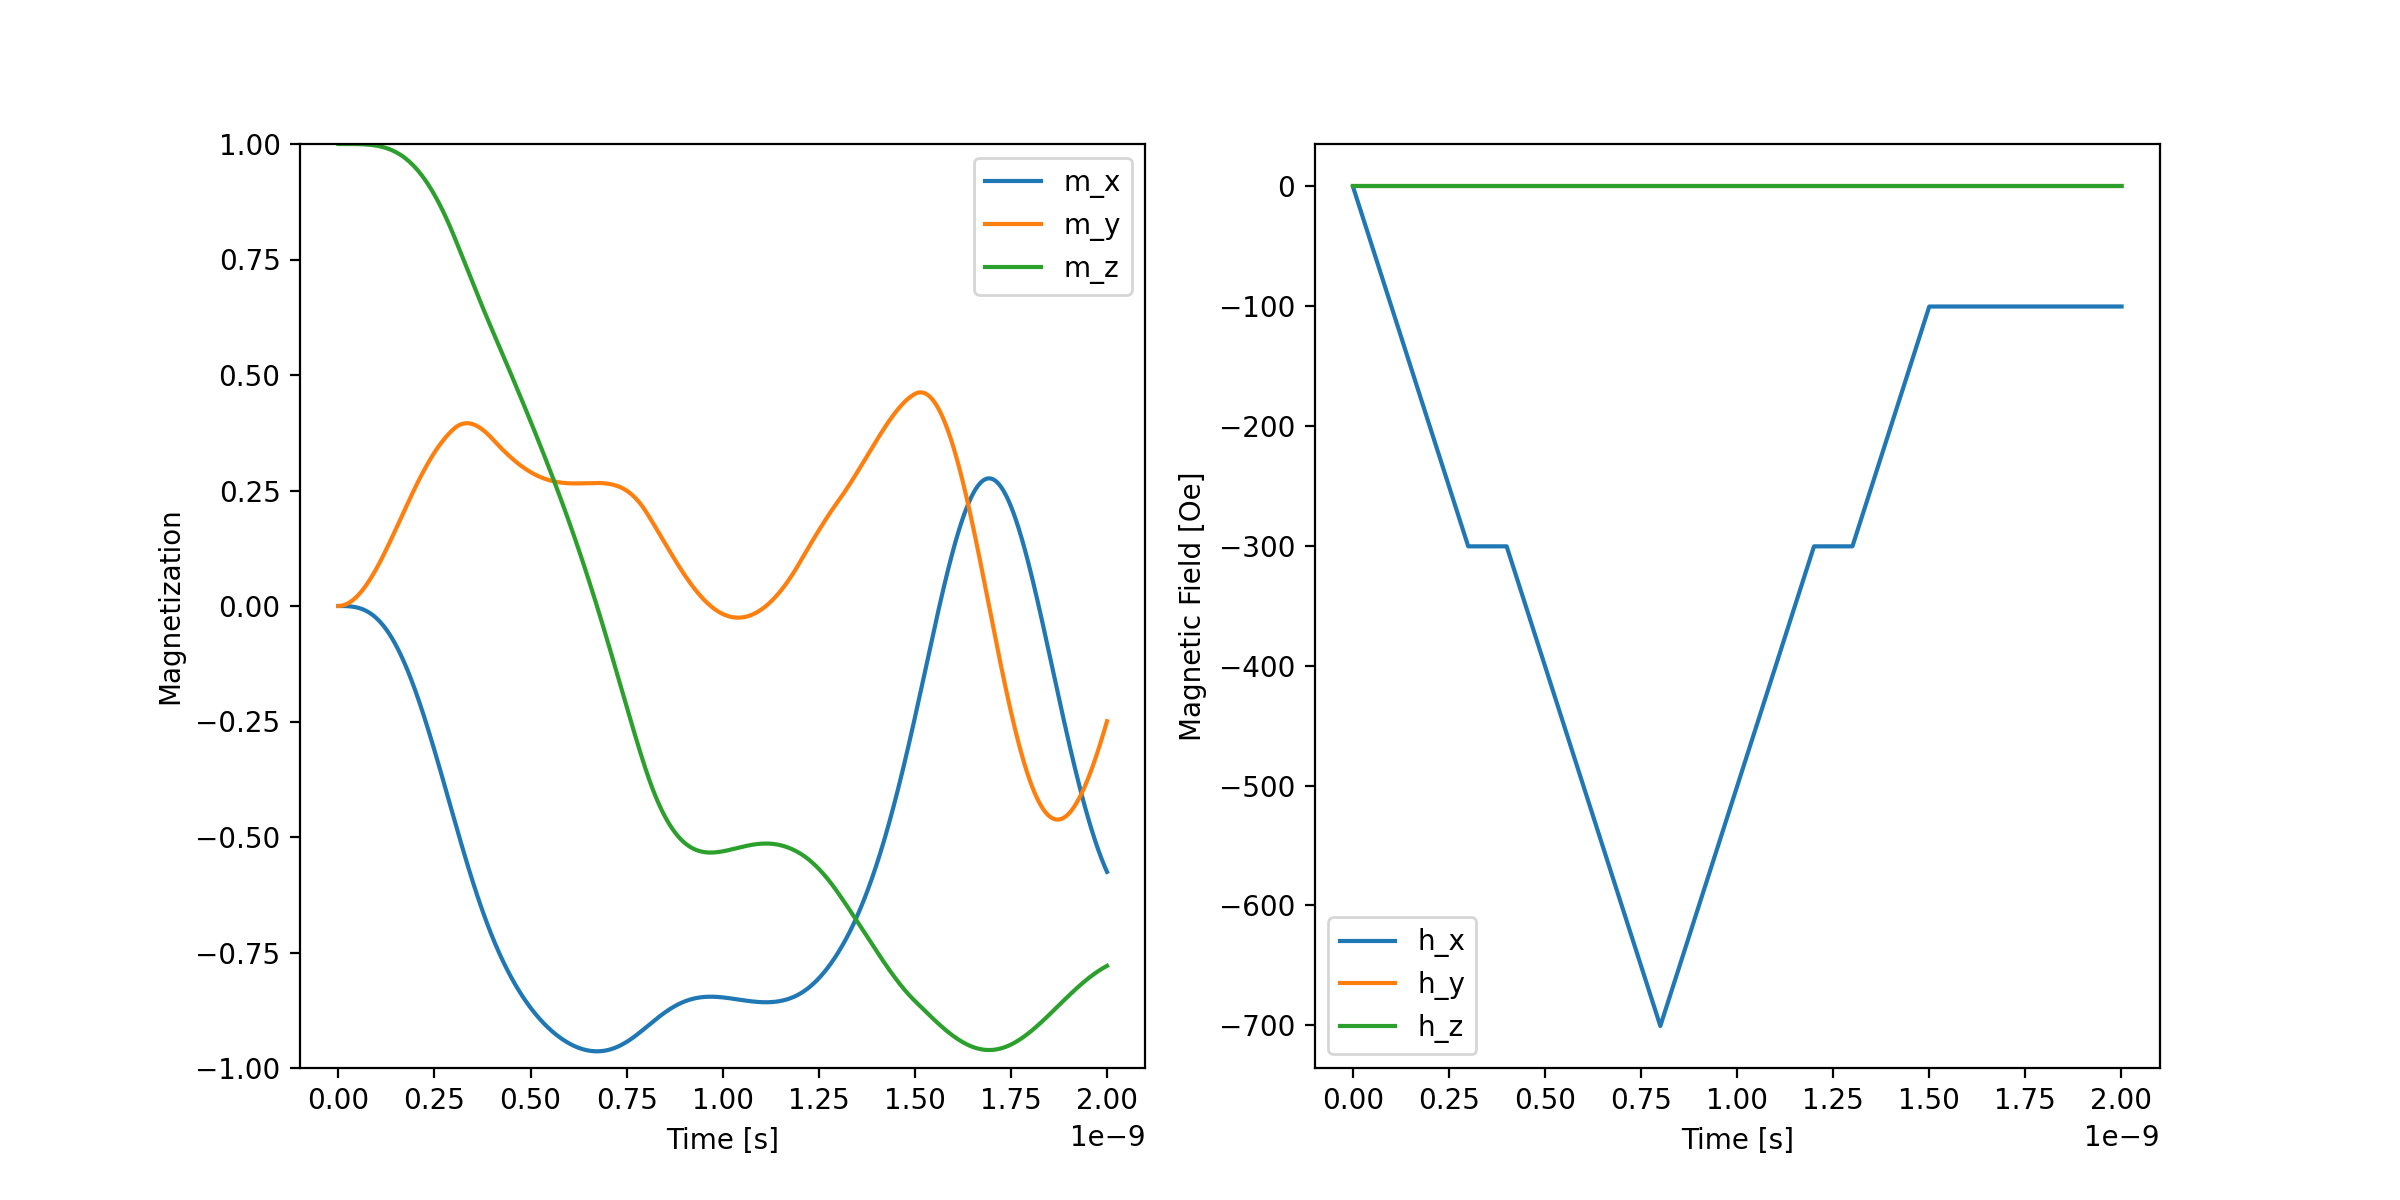 1.00
0.75
0.50
0.25
0.00
−0.25
−0.50
−0.75
−1.00
Magnetization
m_x
m_y
m_z
0.00 0.25 0.50 0.75 1.00 1.25 1.50 1.75 2.00
Time [s]
1e−9
0
−100
−200
−300
−400
−500
−600
−700
Magnetic Field [Oe]
h_x
h_y
h_z
0.00 0.25 0.50 0.75 1.00 1.25 1.50 1.75 2.00
Time [s]
1e−9